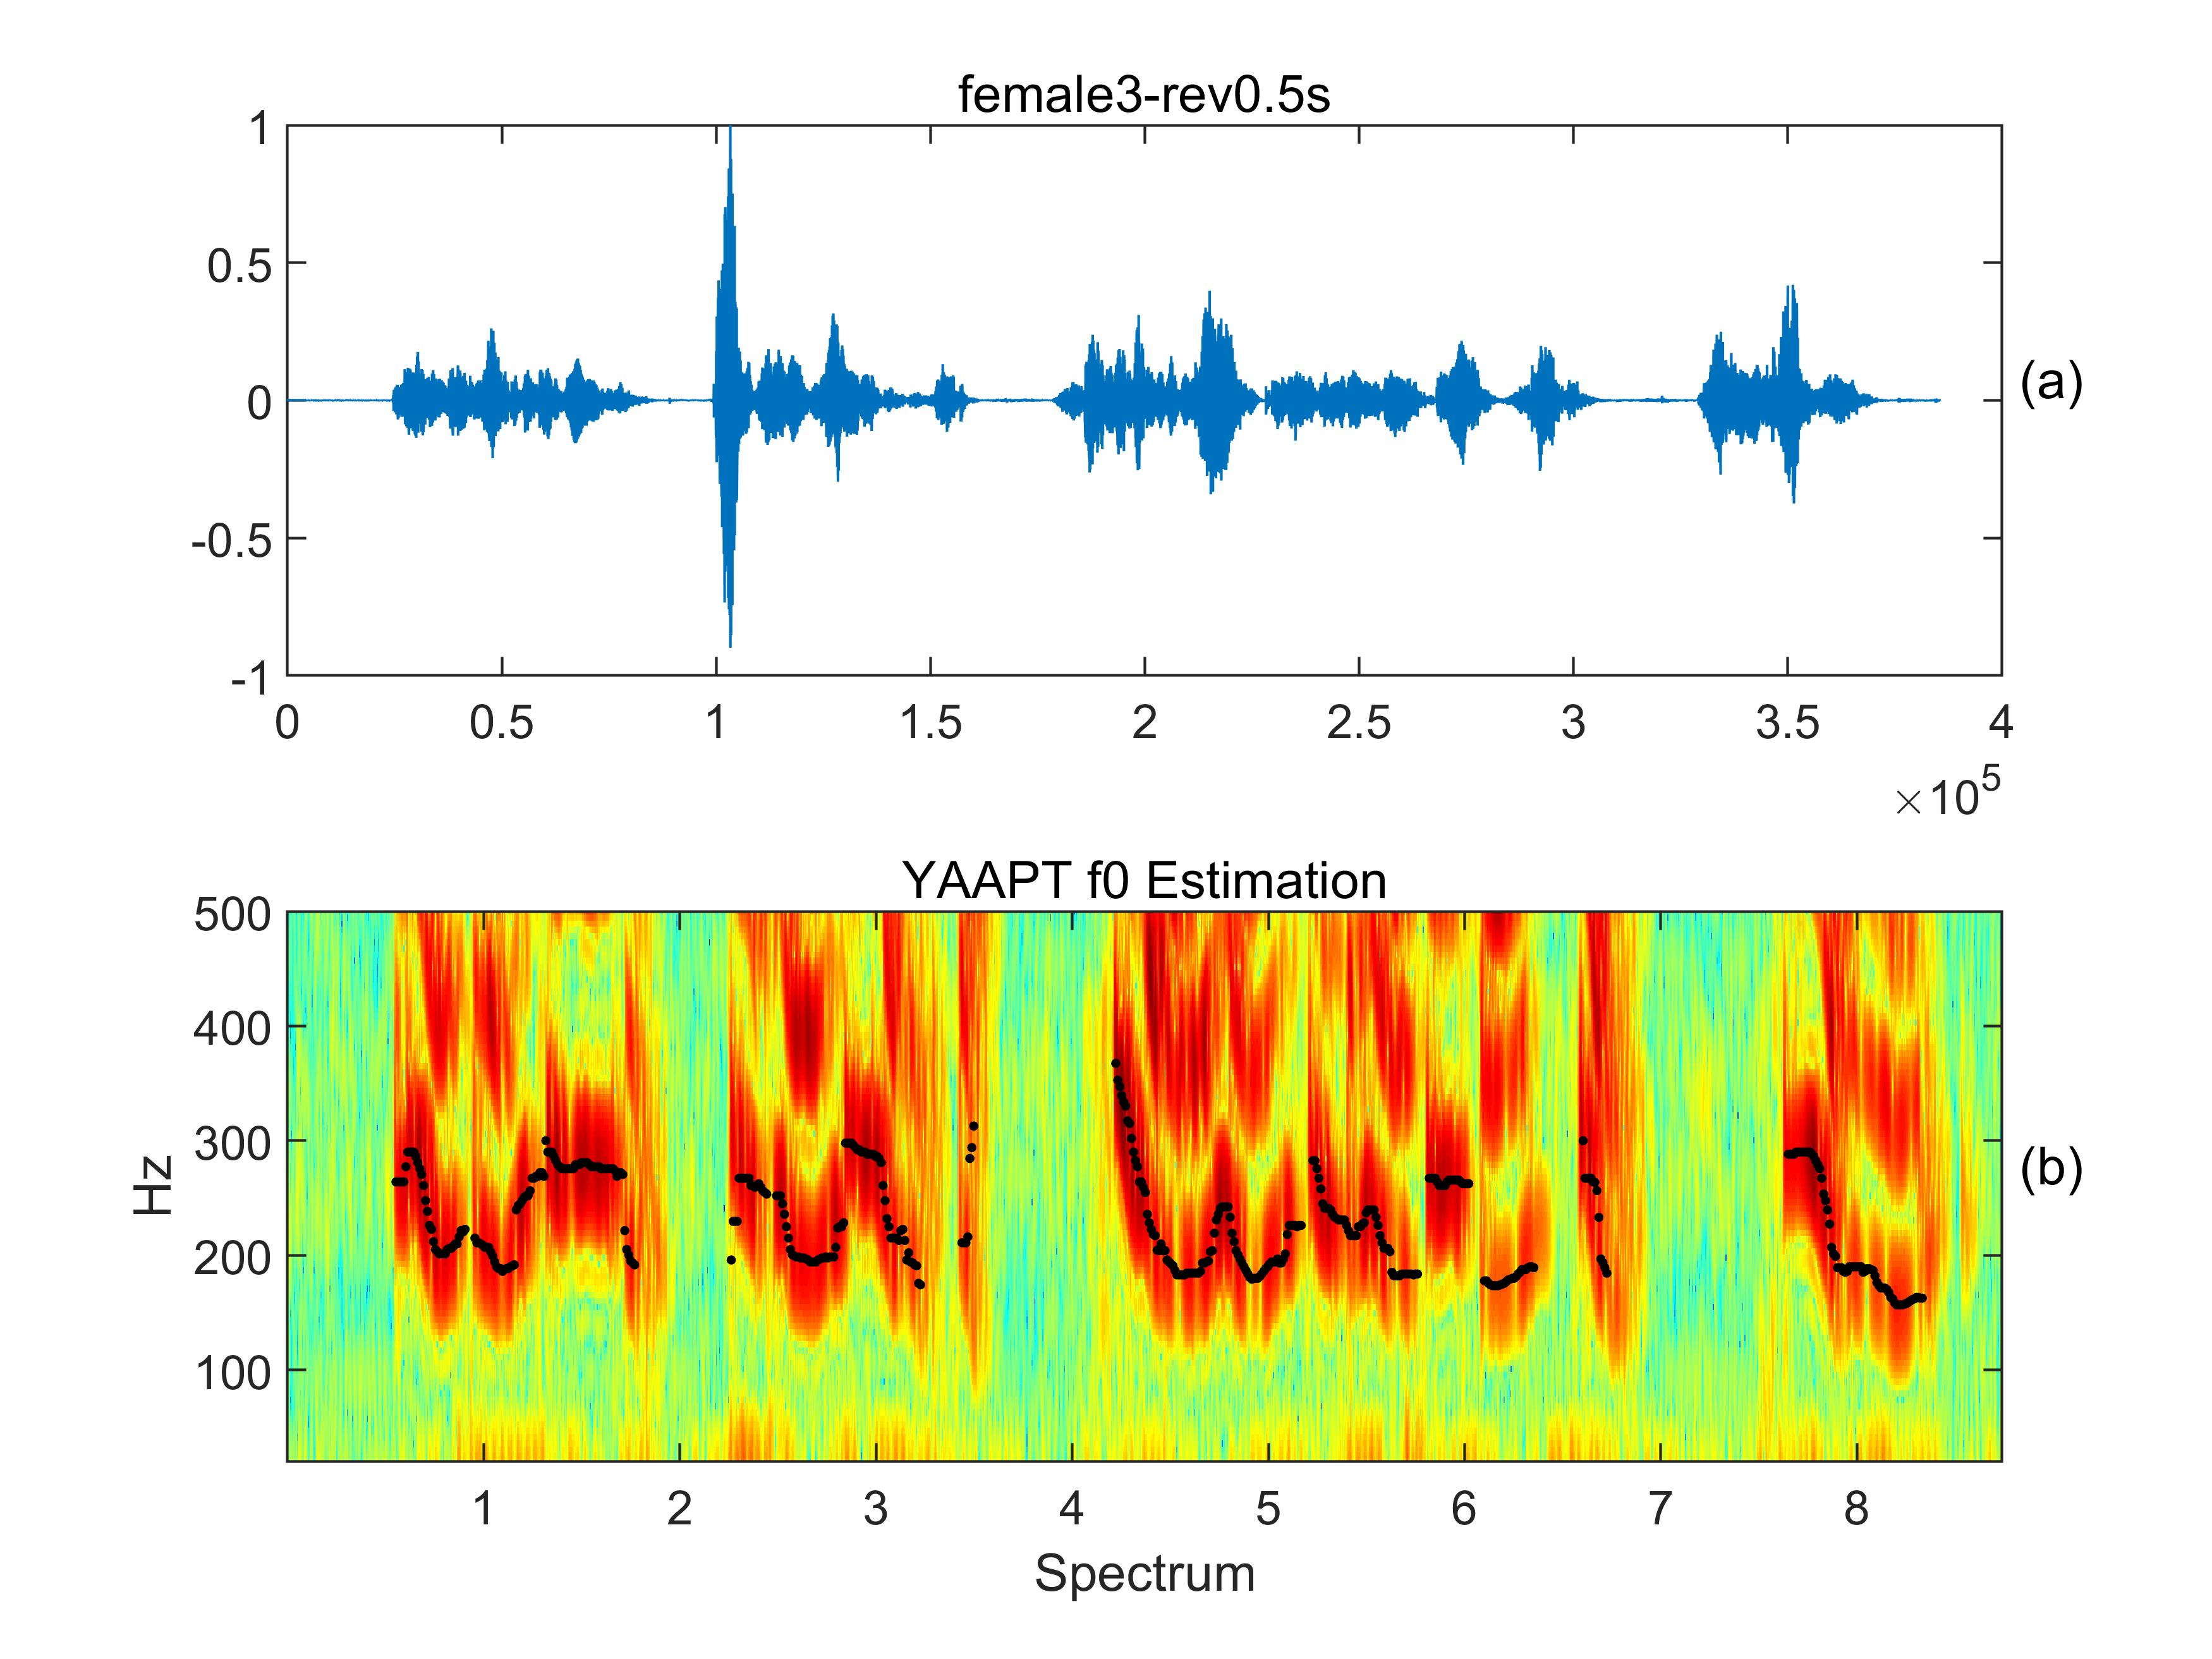 female3-rev0.5s
1
0.5
0
-0.5
-1
(a)
0 0.5 1 1.5 2 2.5 3 3.5 4
×10^5
YAAPT f0 Estimation
500
400
300
200
100
Hz
(b)
1 2 3 4 5 6 7 8
Spectrum